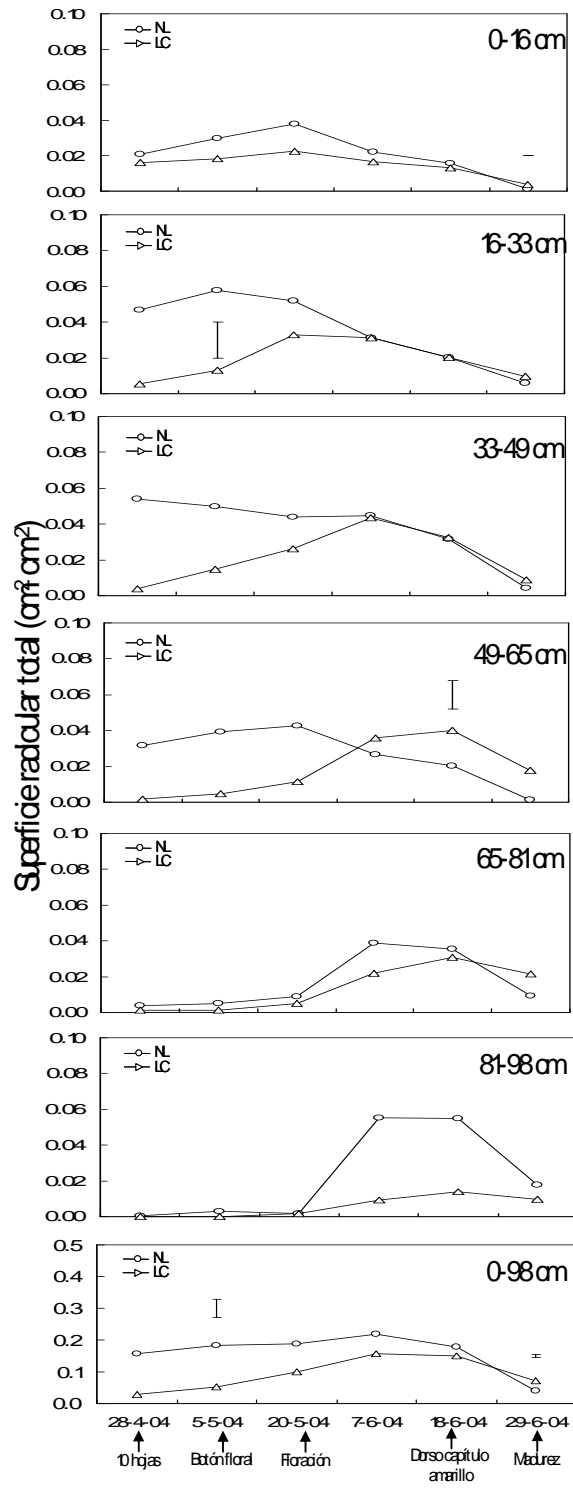 0.10
NL
LC
0-16 cm
0.08
0.06
0.04
0.02
0.00
0.10
NL
LC
16-33 cm
0.08
0.06
0.04
0.02
0.00
0.10
NL
LC
33-49 cm
0.08
0.06
0.04
0.02
0.00
0.10
NL
LC
49-65 cm
0.08
0.06
0.04
0.02
0.00
0.10
NL
LC
65-81 cm
0.08
0.06
0.04
0.02
0.00
0.10
NL
LC
81-98 cm
0.08
0.06
0.04
0.02
0.00
0.5
NL
LC
0-98 cm
0.4
0.3
0.2
0.1
0.0
Superficie radicular total (cm² cm²)
28-4-04 5-5-04 20-5-04 7-6-04 18-6-04 29-6-04
10 hojas Botón floral Floración Dorso capítulo Madurez
amarillo